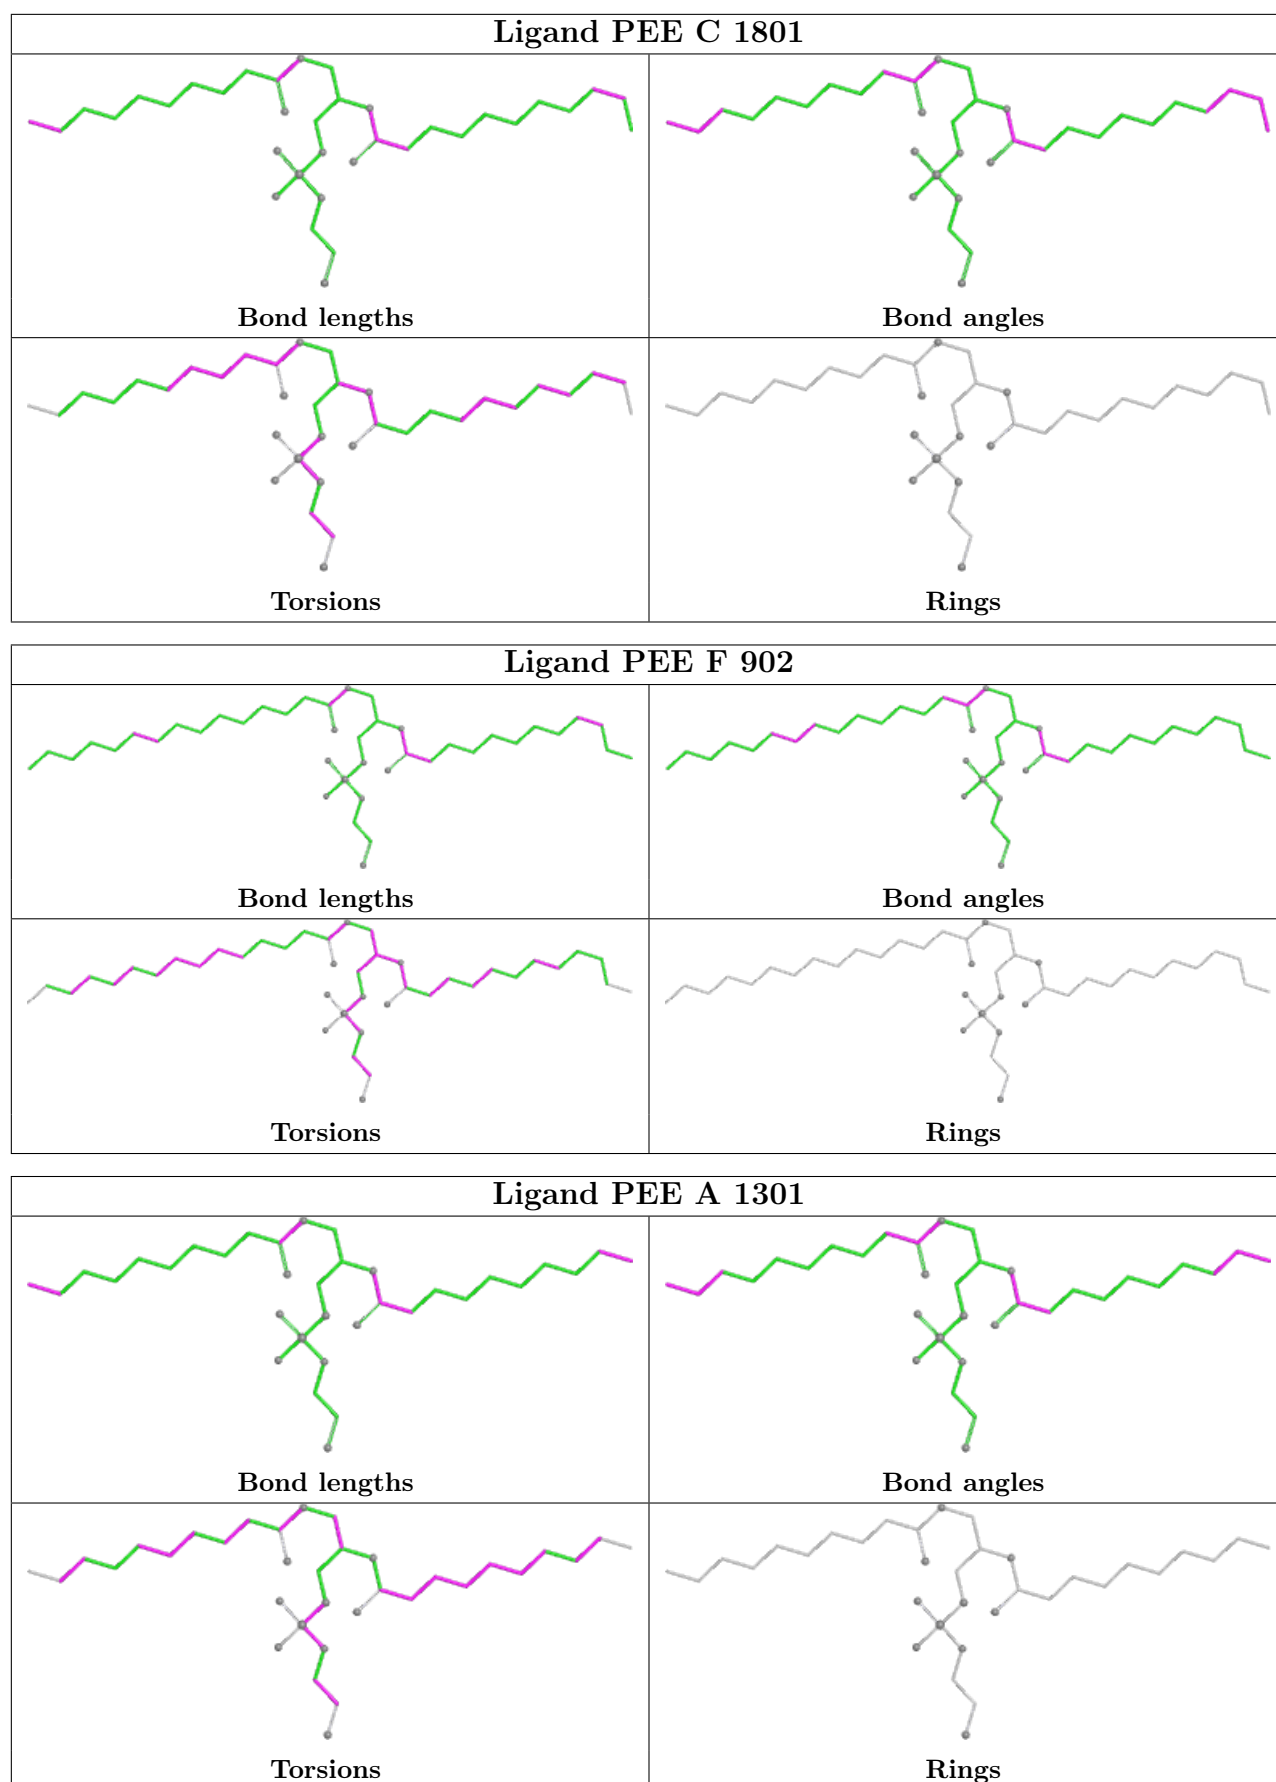 Ligand PEE C 1801
Bond lengths
Bond angles
Torsions
Rings
Ligand PEE F 902
Bond lengths
Bond angles
Torsions
Rings
Ligand PEE A 1301
Bond lengths
Bond angles
Torsions
Rings